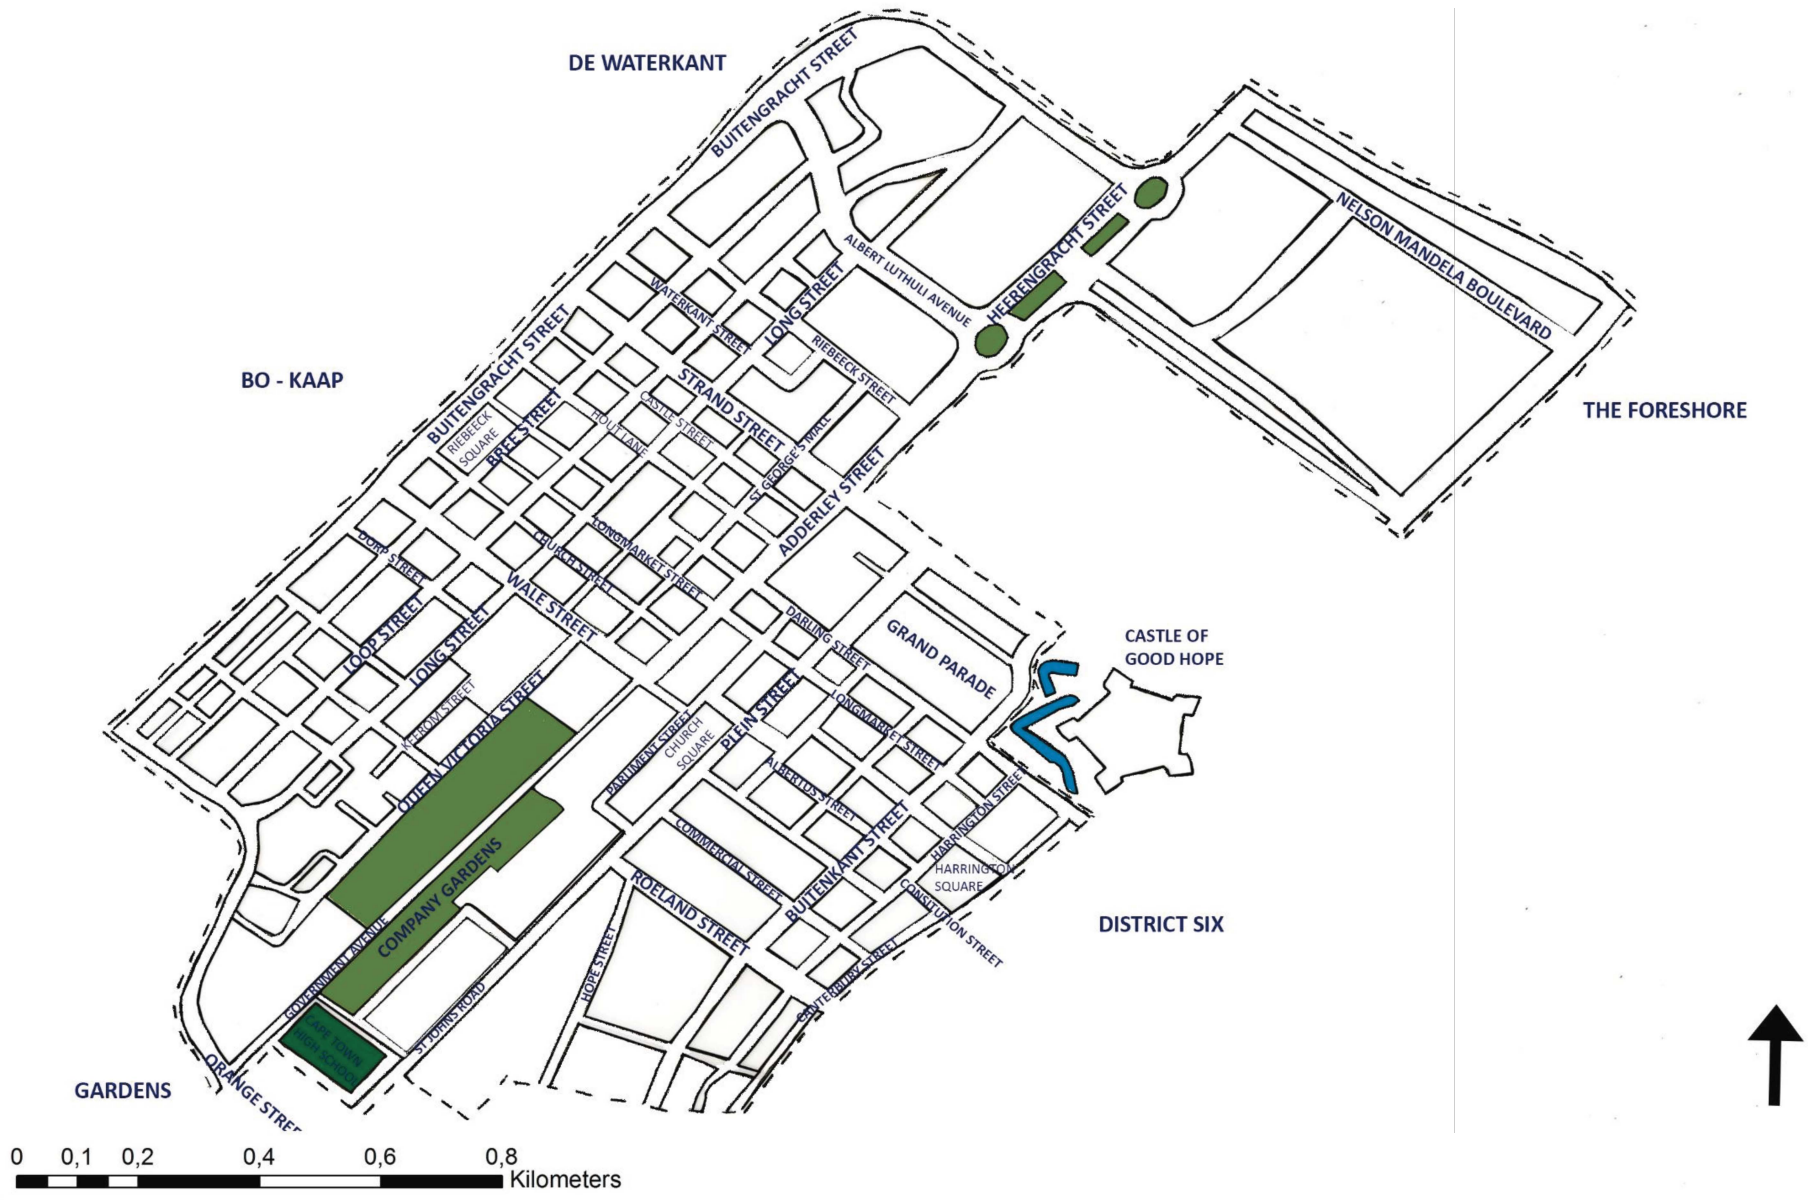 DE WATERKANT
BUITENGRACHT STREET
NELSON MANDELA BOULEVARD
HEERENGRACHT STREET
ALBERT LUTHULI AVENUE
WATERKANT STREET
LONG STREET
RIEBEECK STREET
BUITENGRACHT STREET
BO - KAAP
THE FORESHORE
STRAND STREET
CASTLE STREET
HOUT LANE
BREE STREET
RIEBEECK
SQUARE
ST GEORGE'S MALL
ADDERLEY STREET
LONGMARKET STREET
CHURCH STREET
DORP STREET
WALE STREET
LOOP STREET
LONG STREET
DARLING STREET
GRAND PARADE
CASTLE OF
GOOD HOPE
KEEROM STREET
QUEEN VICTORIA STREET
PARLIMENT STREET
CHURCH
SQUARE
PLEIN STREET
LONGMARKET STREET
ALBERTUS STREET
HARRINGTON STREET
BUITENKANT STREET
COMMERCIAL STREET
HARRINGTON
SQUARE
CONSITUTION STREET
ROELAND STREET
COMPANY GARDENS
GOVERNMENT AVENUE
DISTRICT SIX
HOPE STREET
CANTERBURY STREET
ST JOHNS ROAD
CAPE TOWN
HIGH SCHOOL
GARDENS
ORANGE STREE
0 0,1 0,2 0,4 0,6 0,8
Kilometers